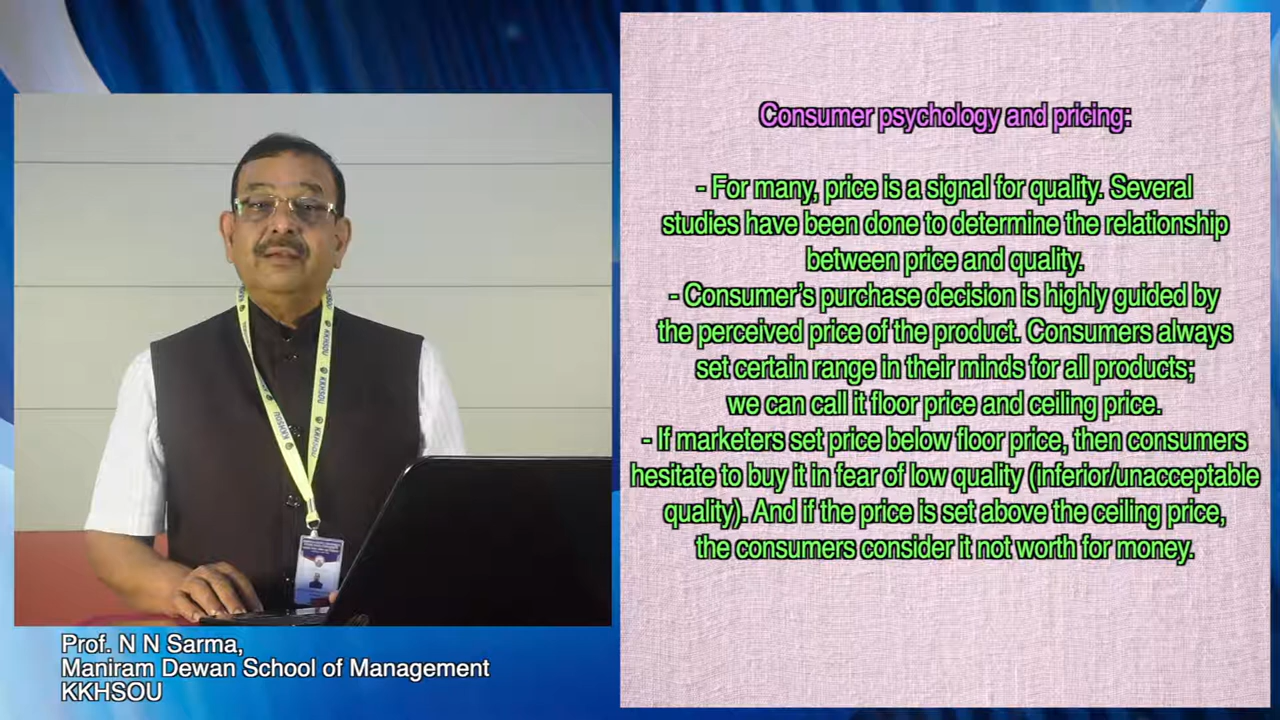 Consumer psychology and pricing:
- For many, price is a signal for quality. Several
studies have been done to determine the relationship
between price and quality.
- Consumer's purchase decision is highly guided by
the perceived price of the product. Consumers always
set certain range in their minds for all products;
we can call it floor price and ceiling price.
- If marketers set price below floor price, then consumers
hesitate to buy it in fear of low quality (inferior/unacceptable
quality). And if the price is set above the ceiling price,
the consumers consider it not worth for money.
KKHSOU
KKHSOU
KKHSOU
Prof. N N Sarma,
Maniram Dewan School of Management
KKHSOU